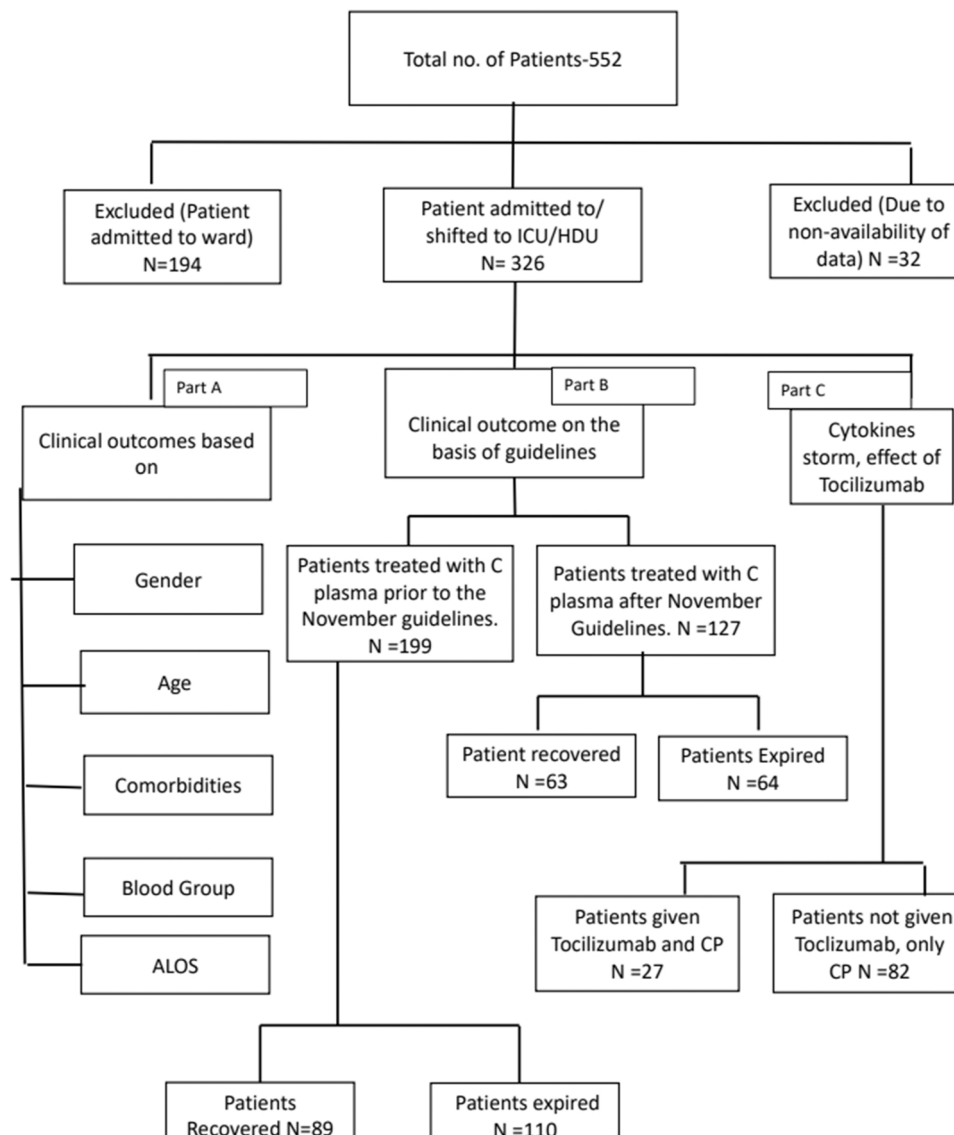 Total no. of Patients-552
Excluded (Patient
admitted to ward)
N=194
Patient admitted to/
shifted to ICU/HDU
N= 326
Excluded (Due to
non-availability of
data) N =32
Part A
Clinical outcomes based
on
Gender
Age
Comorbidities
Blood Group
ALOS
Part B
Clinical outcome on the
basis of guidelines
Patients treated with C
plasma prior to the
November guidelines.
N =199
Patients treated with C
plasma after November
Guidelines. N =127
Patient recovered
N =63
Patients Expired
N =64
Part C
Cytokines
storm, effect of
Tocilizumab
Patients given
Tocilizumab and CP
N =27
Patients not given
Toclizumab, only
CP N =82
Patients
Recovered N=89
Patients expired
N =110